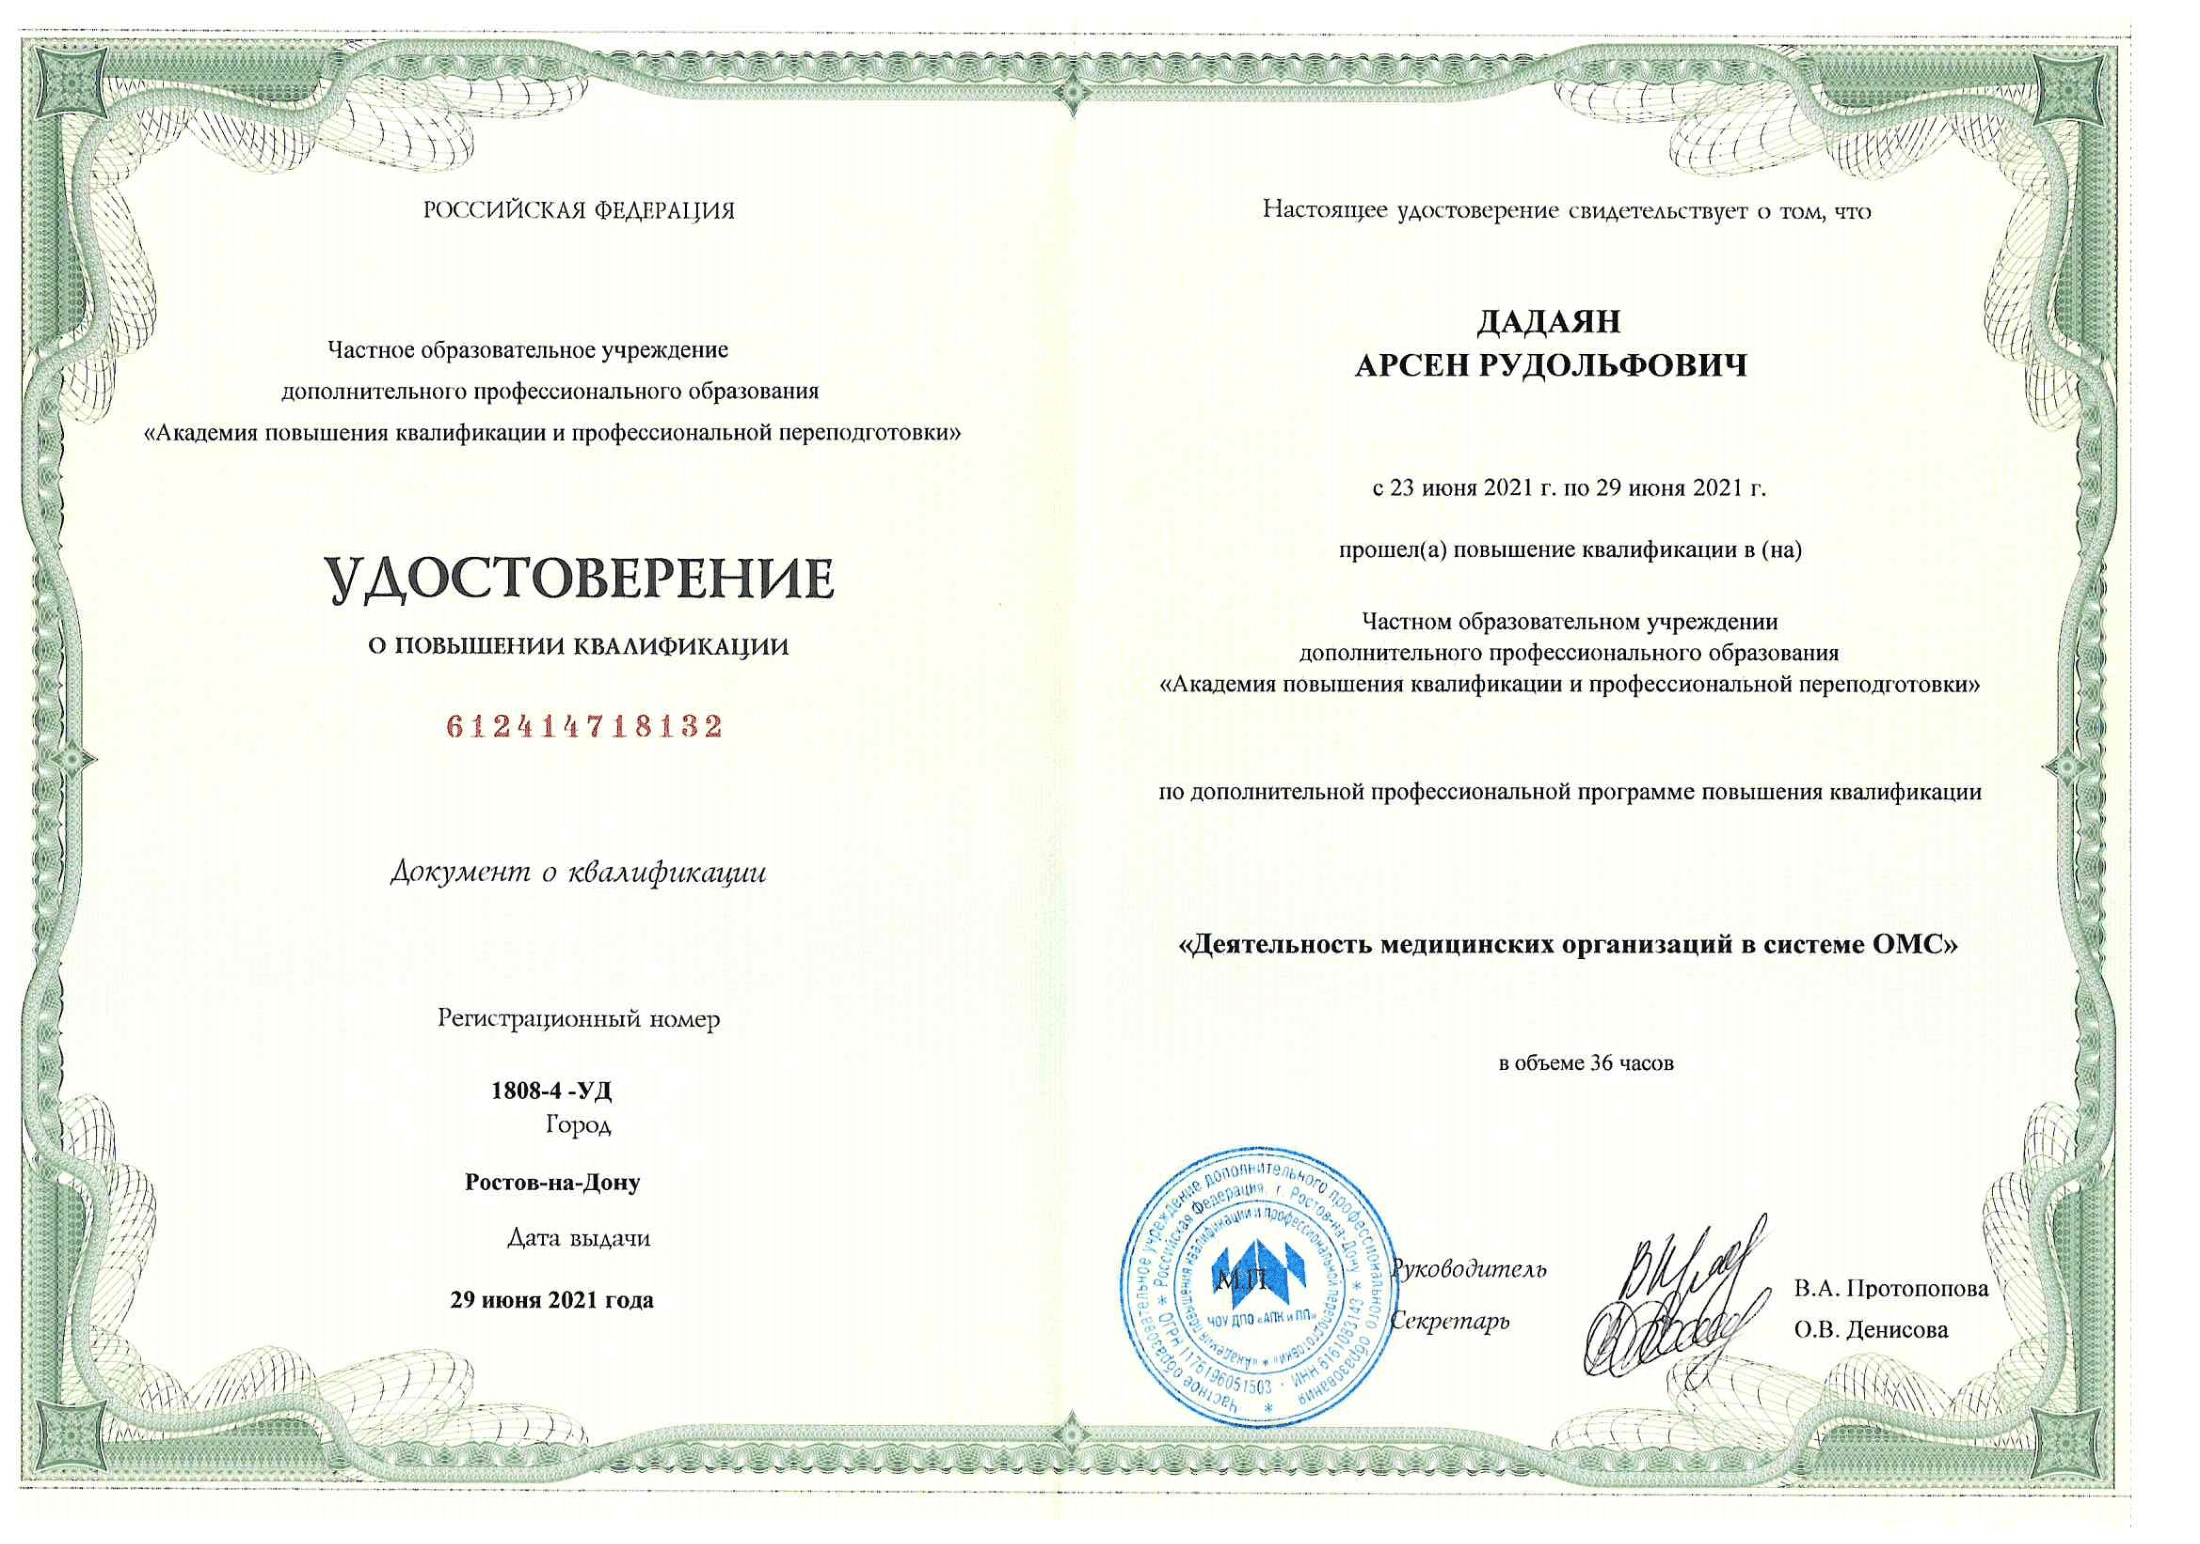 РОССИЙСКАЯ ФЕДЕРАЦИЯ
Частное образовательное учреждение
дополнительного профессионального образования
«Академия повышения квалификации и профессиональной переподготовки»
УДОСТОВЕРЕНИЕ
О ПОВЫШЕНИИ КВАЛИФИКАЦИИ
612414718132
Документ о квалификации
Регистрационный номер
1808-4 -УД
Город
Ростов-на-Дону
Дата выдачи
29 июня 2021 года
Настоящее удостоверение свидетельствует о том, что
ДАДАЯН
АРСЕН РУДОЛЬФОВИЧ
с 23 июня 2021 г. по 29 июня 2021 г.
прошел(а) повышение квалификации в (на)
Частном образовательном учреждении
дополнительного профессионального образования
«Академия повышения квалификации и профессиональной переподготовки»
по дополнительной профессиональной программе повышения квалификации
«Деятельность медицинских организаций в системе ОМС»
в объеме 36 часов
Частное образовательное учреждение дополнительного профессионального образования *
ОГРН 1176196051503 - ИНН 6161083143 * Российская Федерация г. Ростов-на-Дону *
«Академия повышения квалификации и профессиональной переподготовки» *
М.П.
ЧОУ ДПО «АПК и ПП»
Руководитель
В.А. Протопопова
Секретарь
О.В. Денисова